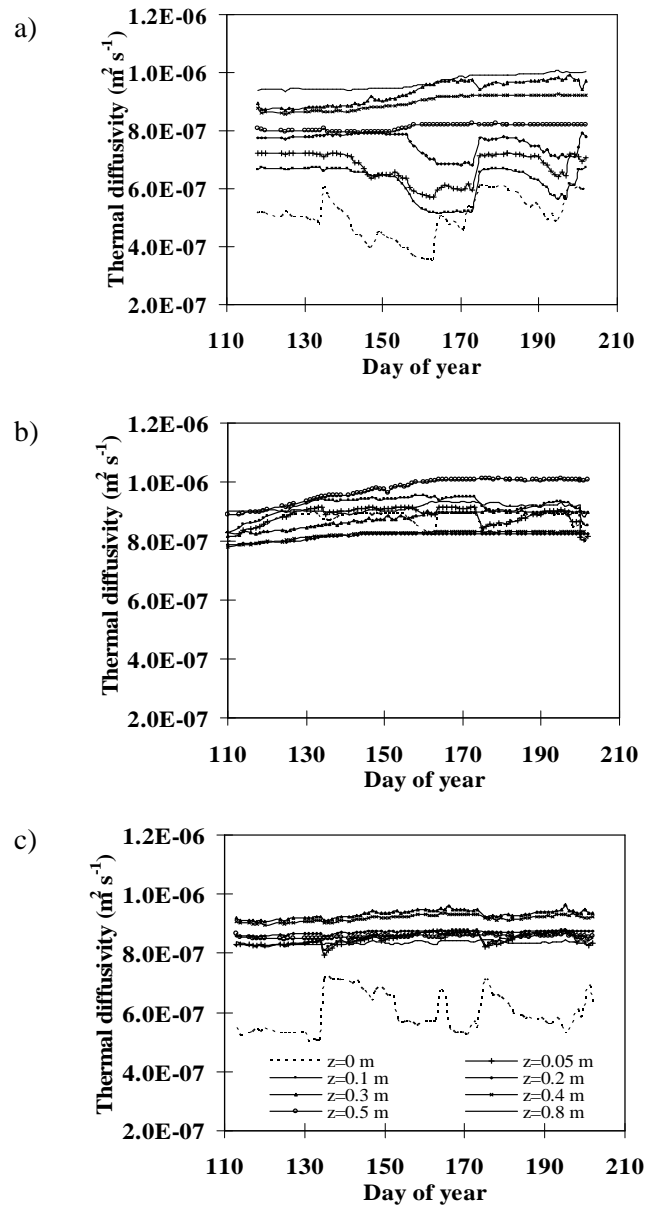 a)
1.2E-06
1.0E-06
8.0E-07
6.0E-07
4.0E-07
2.0E-07
Thermal diffusivity (m² s⁻¹)
110 130 150 170 190 210
Day of year
b)
1.2E-06
1.0E-06
8.0E-07
6.0E-07
4.0E-07
2.0E-07
Thermal diffusivity (m² s⁻¹)
110 130 150 170 190 210
Day of year
c)
1.2E-06
1.0E-06
8.0E-07
6.0E-07
4.0E-07
2.0E-07
Thermal diffusivity (m² s⁻¹)
z=0 m z=0.05 m
z=0.1 m z=0.2 m
z=0.3 m z=0.4 m
z=0.5 m z=0.8 m
110 130 150 170 190 210
Day of year